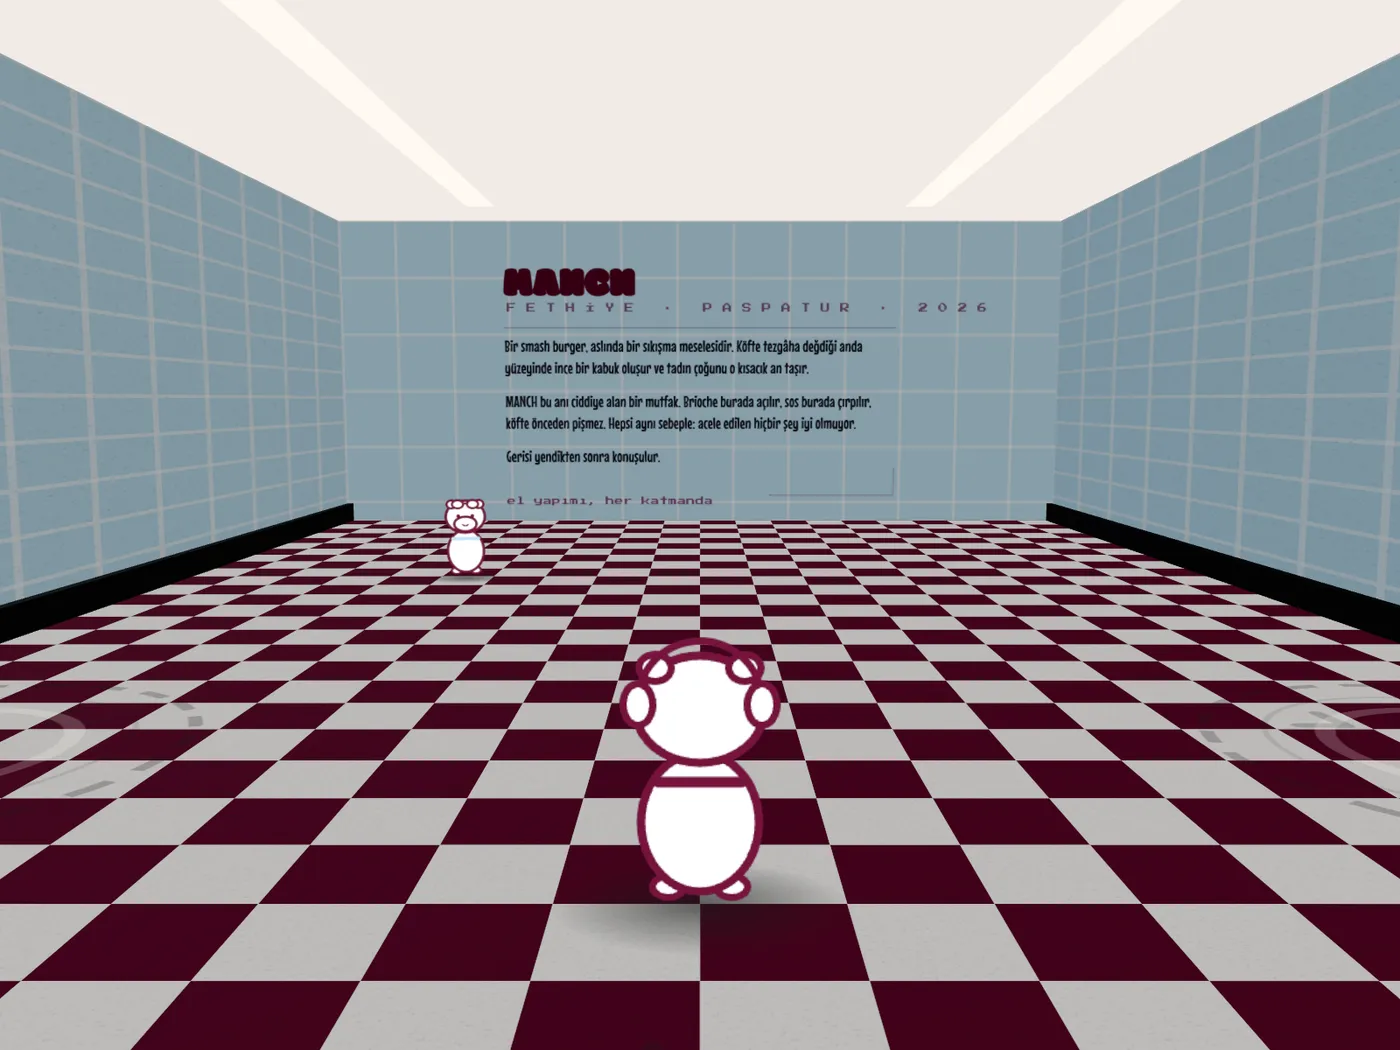 MANCH
FETHİYE · PASPATUR · 2026
Bir smash burger, aslında bir sıkışma meselesidir. Köfte tezgâha değdiği anda
yüzeyinde ince bir kabuk oluşur ve tadın çoğunu o kısacık an taşır.
MANCH bu anı ciddiye alan bir mutfak. Brioche burada açılır, sos burada çırpılır,
köfte önceden pişmez. Hepsi aynı sebeple: acele edilen hiçbir şey iyi olmuyor.
Gerisi yendikten sonra konuşulur.
el yapımı, her katmanda